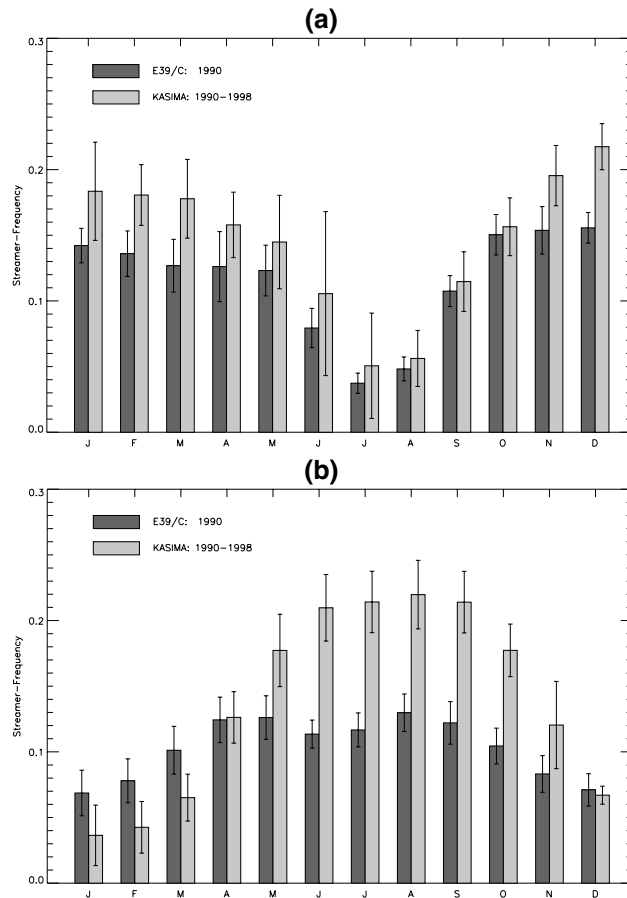 (a)
0.3
E39/C: 1990
KASIMA: 1990-1998
0.2
Streamer-Frequency
0.1
0.0
J F M A M J J A S O N D
(b)
0.3
E39/C: 1990
KASIMA: 1990-1998
0.2
Streamer-Frequency
0.1
0.0
J F M A M J J A S O N D